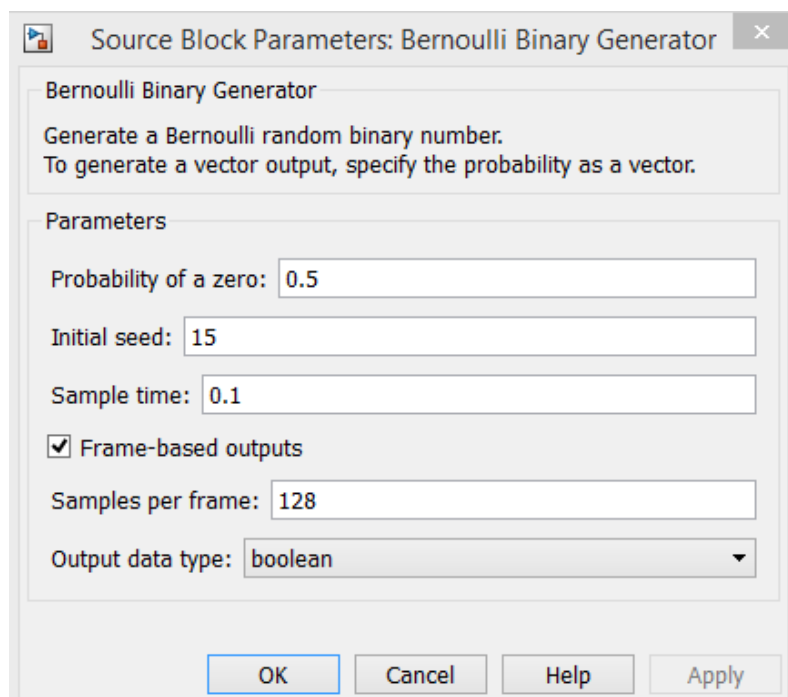 Source Block Parameters: Bernoulli Binary Generator
Bernoulli Binary Generator
Generate a Bernoulli random binary number.
To generate a vector output, specify the probability as a vector.
Parameters
Probability of a zero: 0.5
Initial seed: 15
Sample time: 0.1
Frame-based outputs
Samples per frame: 128
Output data type: boolean
OK Cancel Help Apply